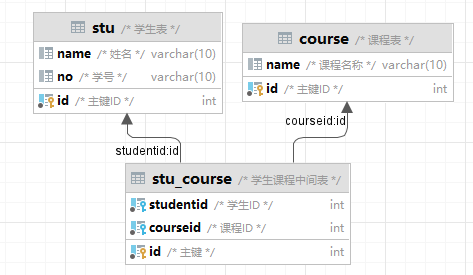 stu /* 学生表 */
name /* 姓名 */ varchar(10)
no /* 学号 */ varchar(10)
id /* 主键ID */ int
course /* 课程表 */
name /* 课程名称 */ varchar(10)
id /* 主键ID */ int
studentid:id
courseid:id
stu_course /* 学生课程中间表 */
studentid /* 学生ID */ int
courseid /* 课程ID */ int
id /* 主键 */ int